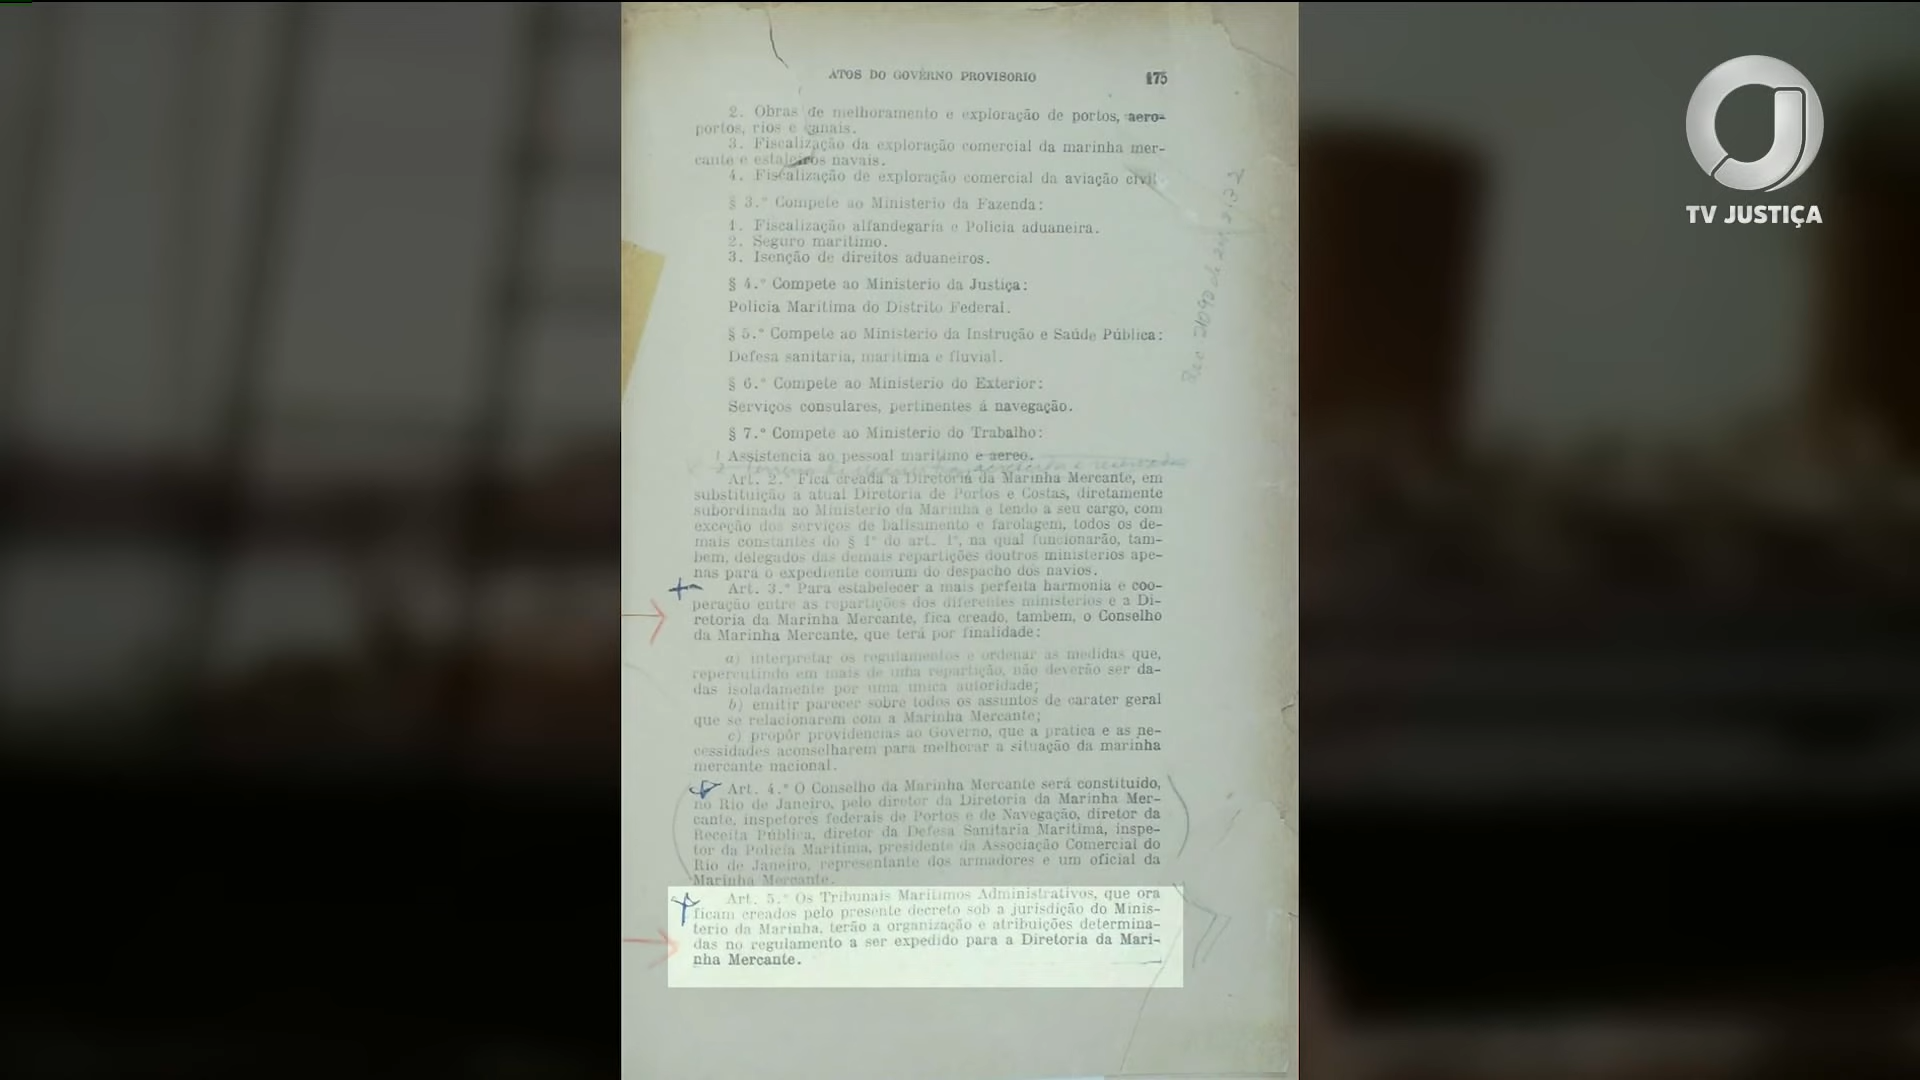 ATOS DO GOVÊRNO PROVISORIO 175
2. Obras de melhoramento e exploração de portos, aero-
portos, rios e canais.
3. Fiscalização da exploração comercial da marinha mer-
cante e estaleiros navais.
4. Fiscalização de exploração comercial da aviação civil
§ 3.º Compete ao Ministerio da Fazenda:
1. Fiscalização alfandegaria e Policia aduaneira.
2. Seguro maritimo.
3. Isenção de direitos aduaneiros.
§ 4.º Compete ao Ministerio da Justiça:
Policia Maritima do Distrito Federal.
§ 5.º Compete ao Ministerio da Instrução e Saúde Pública:
Defesa sanitaria, maritima e fluvial.
§ 6.º Compete ao Ministerio do Exterior:
Serviços consulares, pertinentes á navegação.
§ 7.º Compete ao Ministerio do Trabalho:
Assistencia ao pessoal maritimo e aereo.
Art. 2.º Fica creada a Diretoria da Marinha Mercante, em
substituição á atual Diretoria de Portos e Costas, diretamente
subordinada ao Ministerio da Marinha e tendo a seu cargo, com
exceção dos serviços de balisamento e farolagem, todos os de-
mais constantes do § 1º do art. 1º, na qual funcionarão, tam-
bem, delegados das demais repartições doutros ministerios ape-
nas para o expediente comum do despacho dos navios.
Art. 3.º Para estabelecer a mais perfeita harmonia e coo-
peração entre as repartições dos diferentes ministerios e a Di-
retoria da Marinha Mercante, fica creado, tambem, o Conselho
da Marinha Mercante, que terá por finalidade:
a) interpretar os regulamentos e ordenar as medidas que,
repercutindo em mais de uma repartição, não deverão ser da-
das isoladamente por uma unica autoridade;
b) emitir parecer sobre todos os assuntos de carater geral
que se relacionarem com a Marinha Mercante;
c) propôr providencias ao Governo, que a pratica e as ne-
cessidades aconselharem para melhorar a situação da marinha
mercante nacional.
Art. 4.º O Conselho da Marinha Mercante será constituído,
no Rio de Janeiro, pelo diretor da Diretoria da Marinha Mer-
cante, inspetores federais de Portos e de Navegação, diretor da
Receita Pública, diretor da Defesa Sanitaria Maritima, inspe-
tor da Policia Maritima, presidente da Associação Comercial do
Rio de Janeiro, representante dos armadores e um oficial da
Marinha Mercante.
Art. 5.º Os Tribunais Maritimos Administrativos, que ora
ficam creados pelo presente decreto sob a jurisdição do Minis-
terio da Marinha, terão a organização e atribuições determina-
das no regulamento a ser expedido para a Diretoria da Mari-
nha Mercante.
TV JUSTIÇA